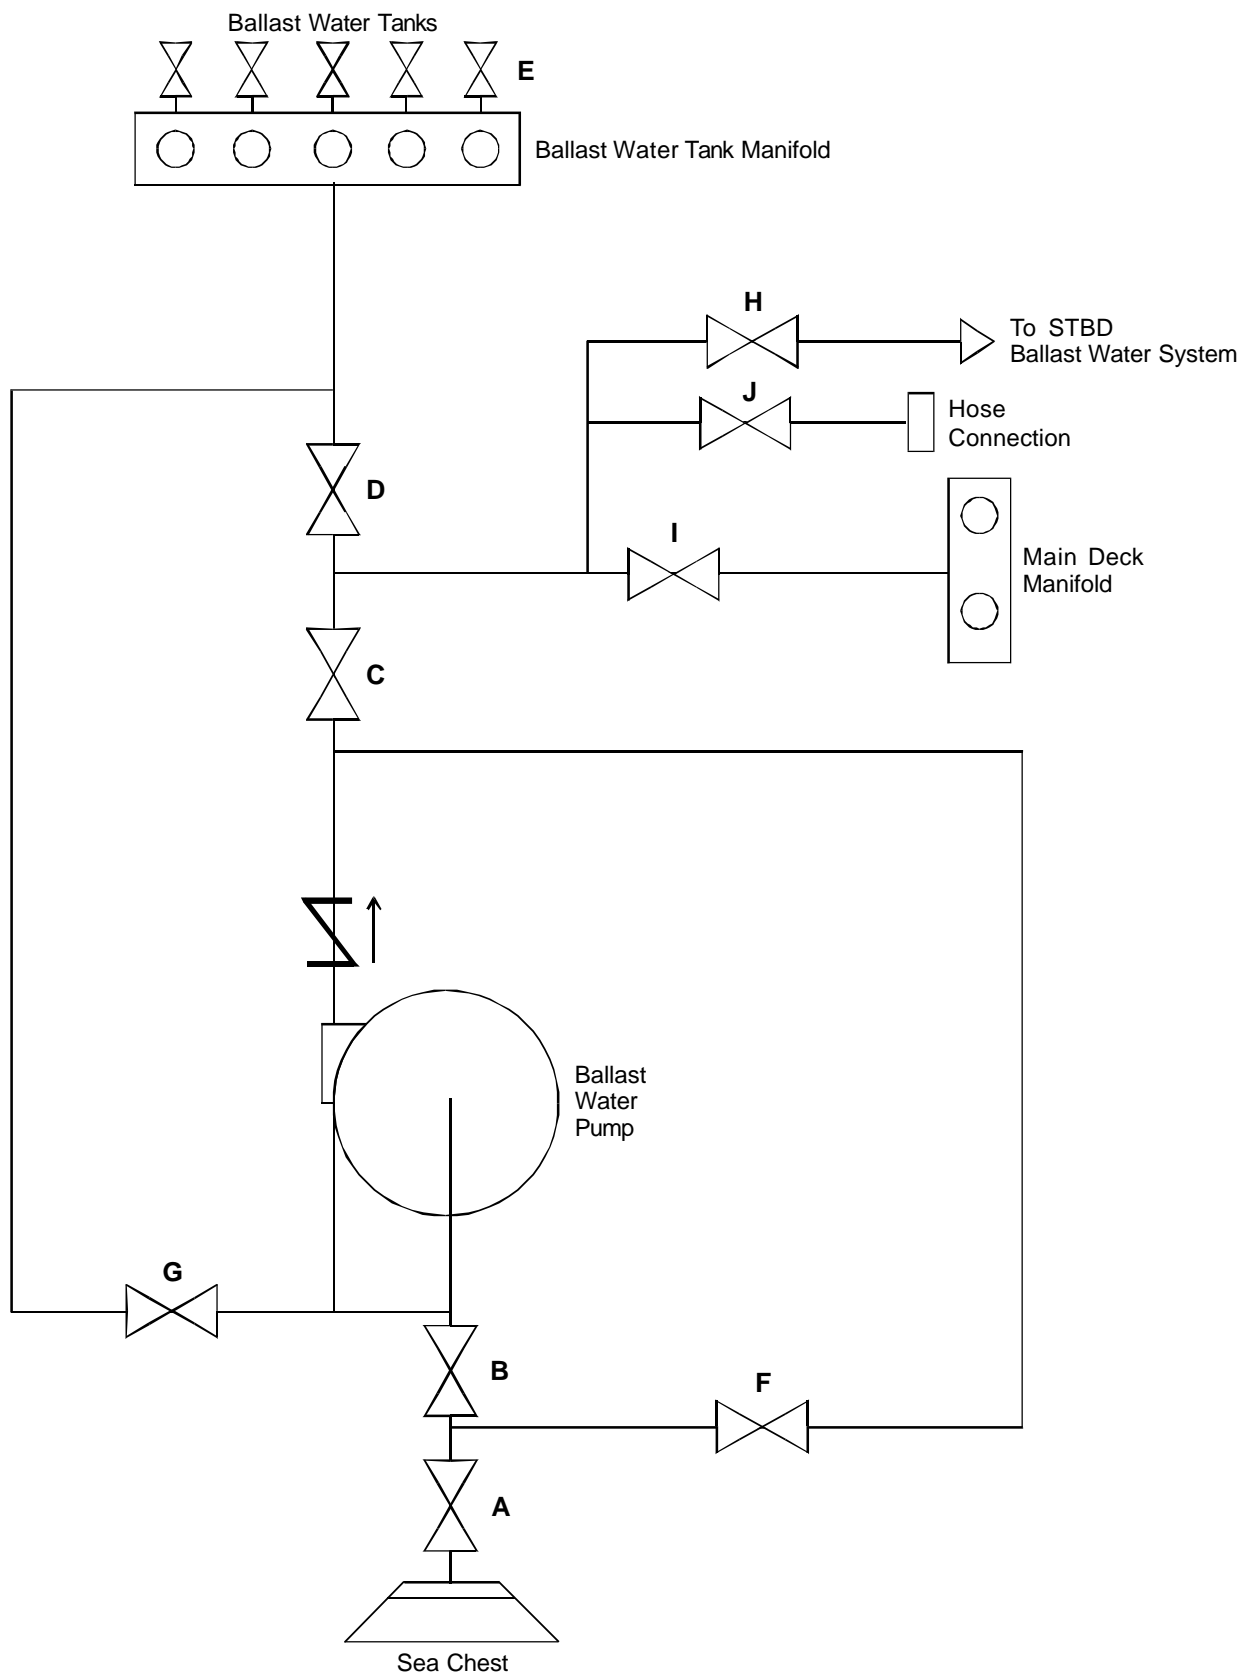 Ballast Water Tanks
E
Ballast Water Tank Manifold
H
To STBD
Ballast Water System
J
Hose
Connection
D
I
Main Deck
Manifold
C
Ballast
Water
Pump
G
B
F
A
Sea Chest